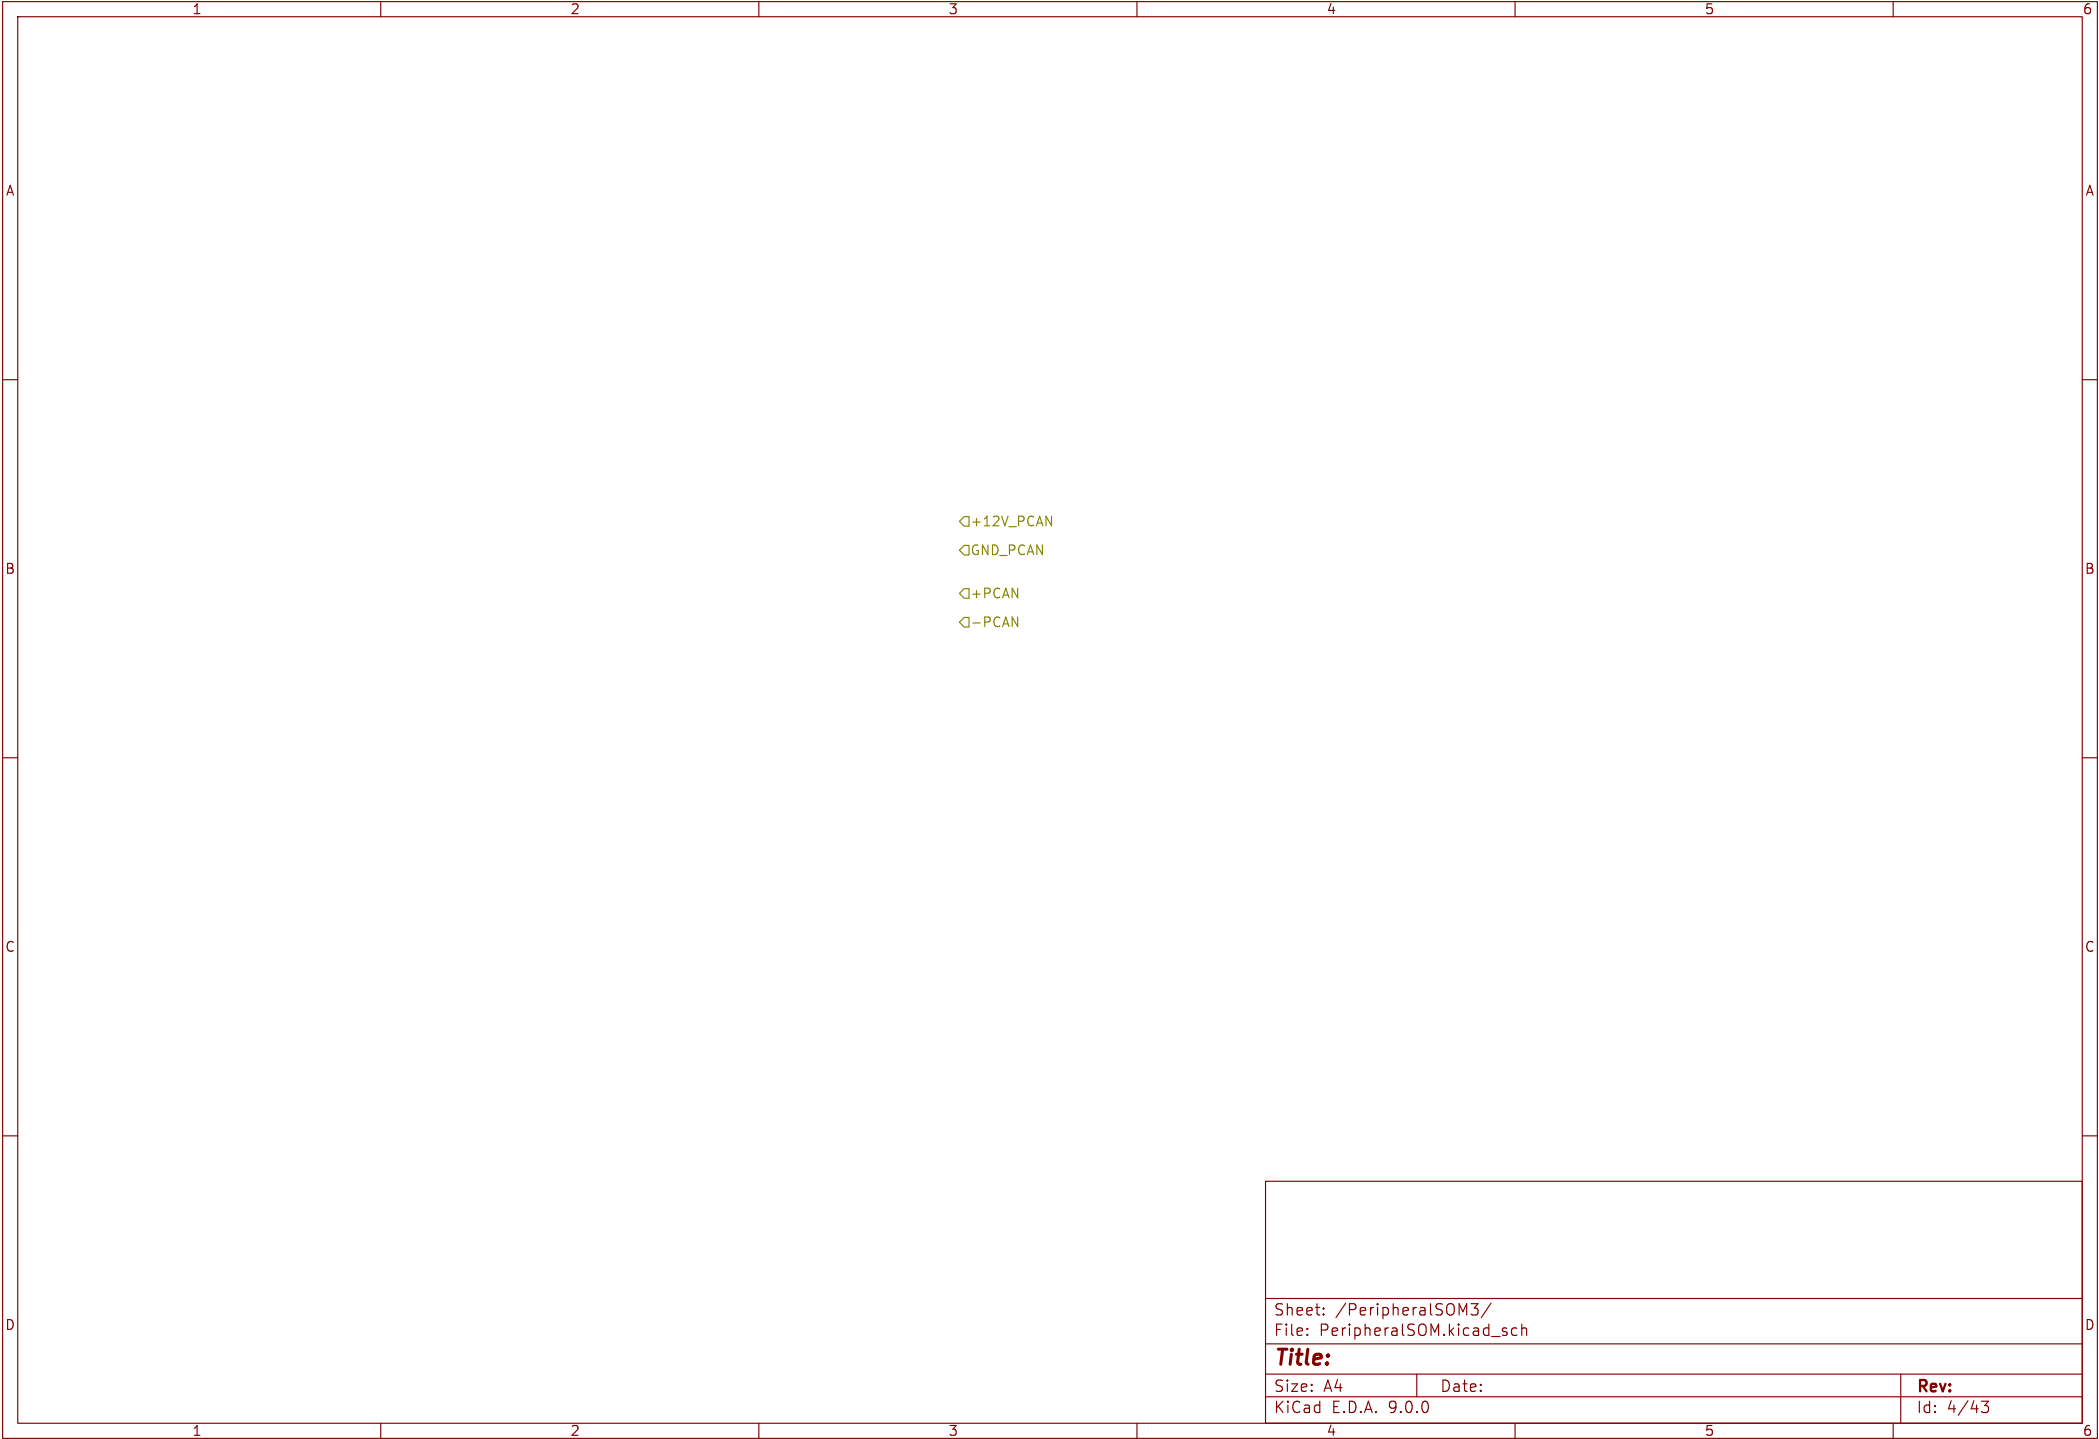 1 2 3 4 5 6
A A
+12V_PCAN
GND_PCAN
B B
+PCAN
-PCAN
C C
Sheet: /PeripheralSOM3/
D D
File: PeripheralSOM.kicad_sch
Title:
Size: A4 Date: Rev:
KiCad E.D.A. 9.0.0 Id: 4/43
1 2 3 4 5 6